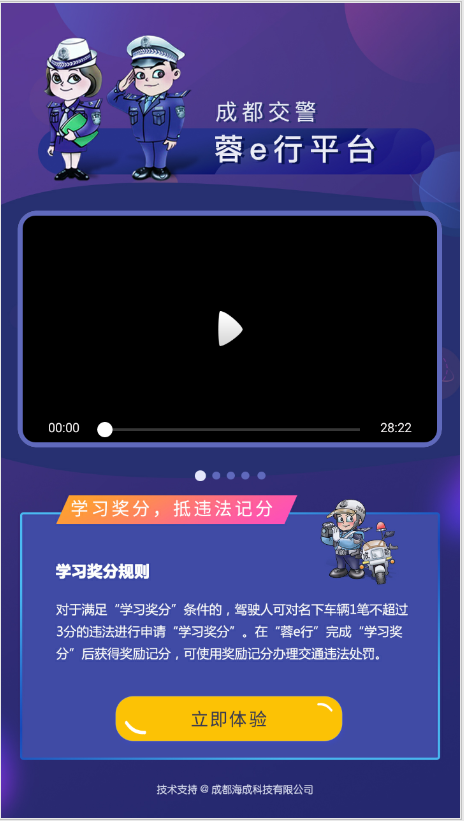 成都交警
蓉e行平台
00:00
28:22
学习奖分，抵违法记分
学习奖分规则
对于满足“学习奖分”条件的，驾驶人可对名下车辆1笔不超过
3分的违法进行申请“学习奖分”。在“蓉e行”完成“学习奖
分”后获得奖励记分，可使用奖励记分办理交通违法处罚。
立即体验
技术支持 @ 成都海成科技有限公司